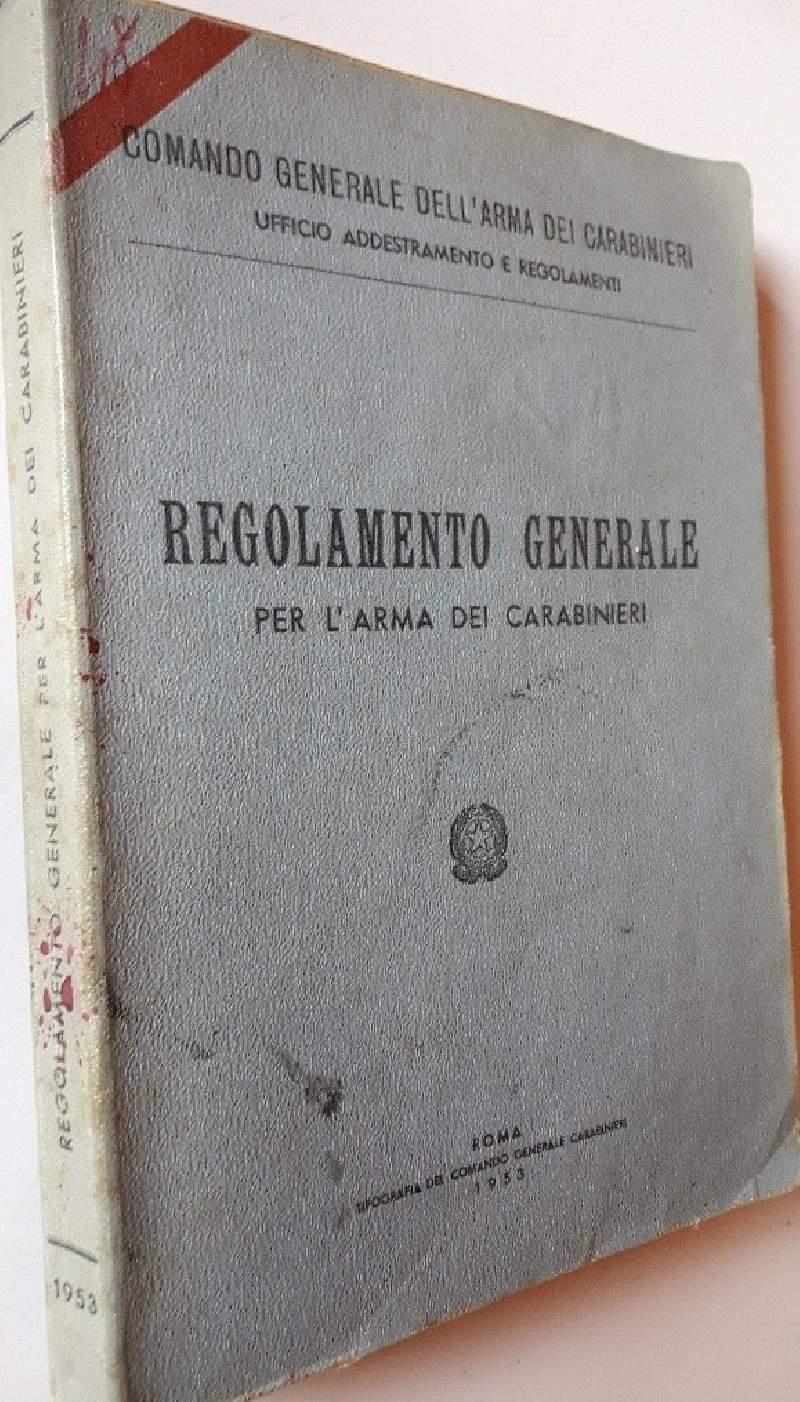 COMANDO GENERALE DELL'ARMA DEI CARABINIERI
UFFICIO ADDESTRAMENTO E REGOLAMENTI
REGOLAMENTO GENERALE
PER L'ARMA DEI CARABINIERI
ROMA
TIPOGRAFIA DEL COMANDO GENERALE CARABINIERI
1953
REGOLAMENTO GENERALE PER L'ARMA DEI CARABINIERI
1953